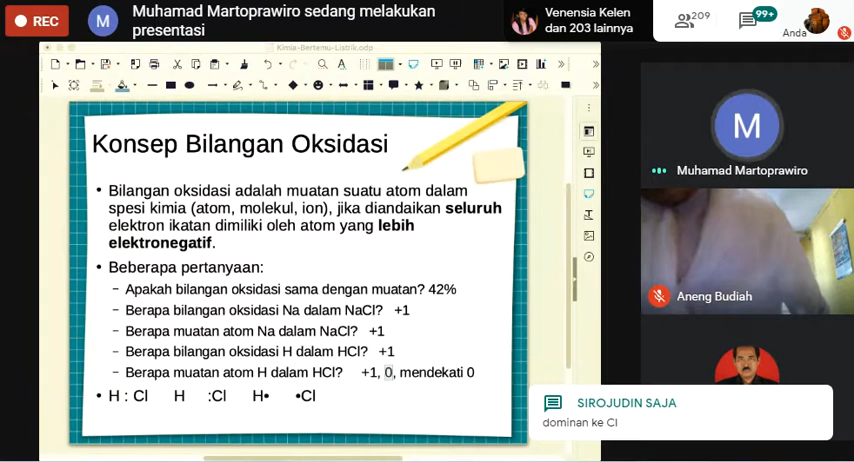 REC
M
Muhamad Martoprawiro sedang melakukan
presentasi
Venensia Kelen
dan 203 lainnya
209
99+
Anda
Kimia-Bertemu-Listrik.odp
Konsep Bilangan Oksidasi
• Bilangan oksidasi adalah muatan suatu atom dalam
spesi kimia (atom, molekul, ion), jika diandaikan seluruh
elektron ikatan dimiliki oleh atom yang lebih
elektronegatif.
• Beberapa pertanyaan:
– Apakah bilangan oksidasi sama dengan muatan? 42%
– Berapa bilangan oksidasi Na dalam NaCl? +1
– Berapa muatan atom Na dalam NaCl? +1
– Berapa bilangan oksidasi H dalam HCl? +1
– Berapa muatan atom H dalam HCl? +1, 0, mendekati 0
• H : Cl H :Cl H• •Cl
M
Muhamad Martoprawiro
Aneng Budiah
SIROJUDIN SAJA
dominan ke Cl